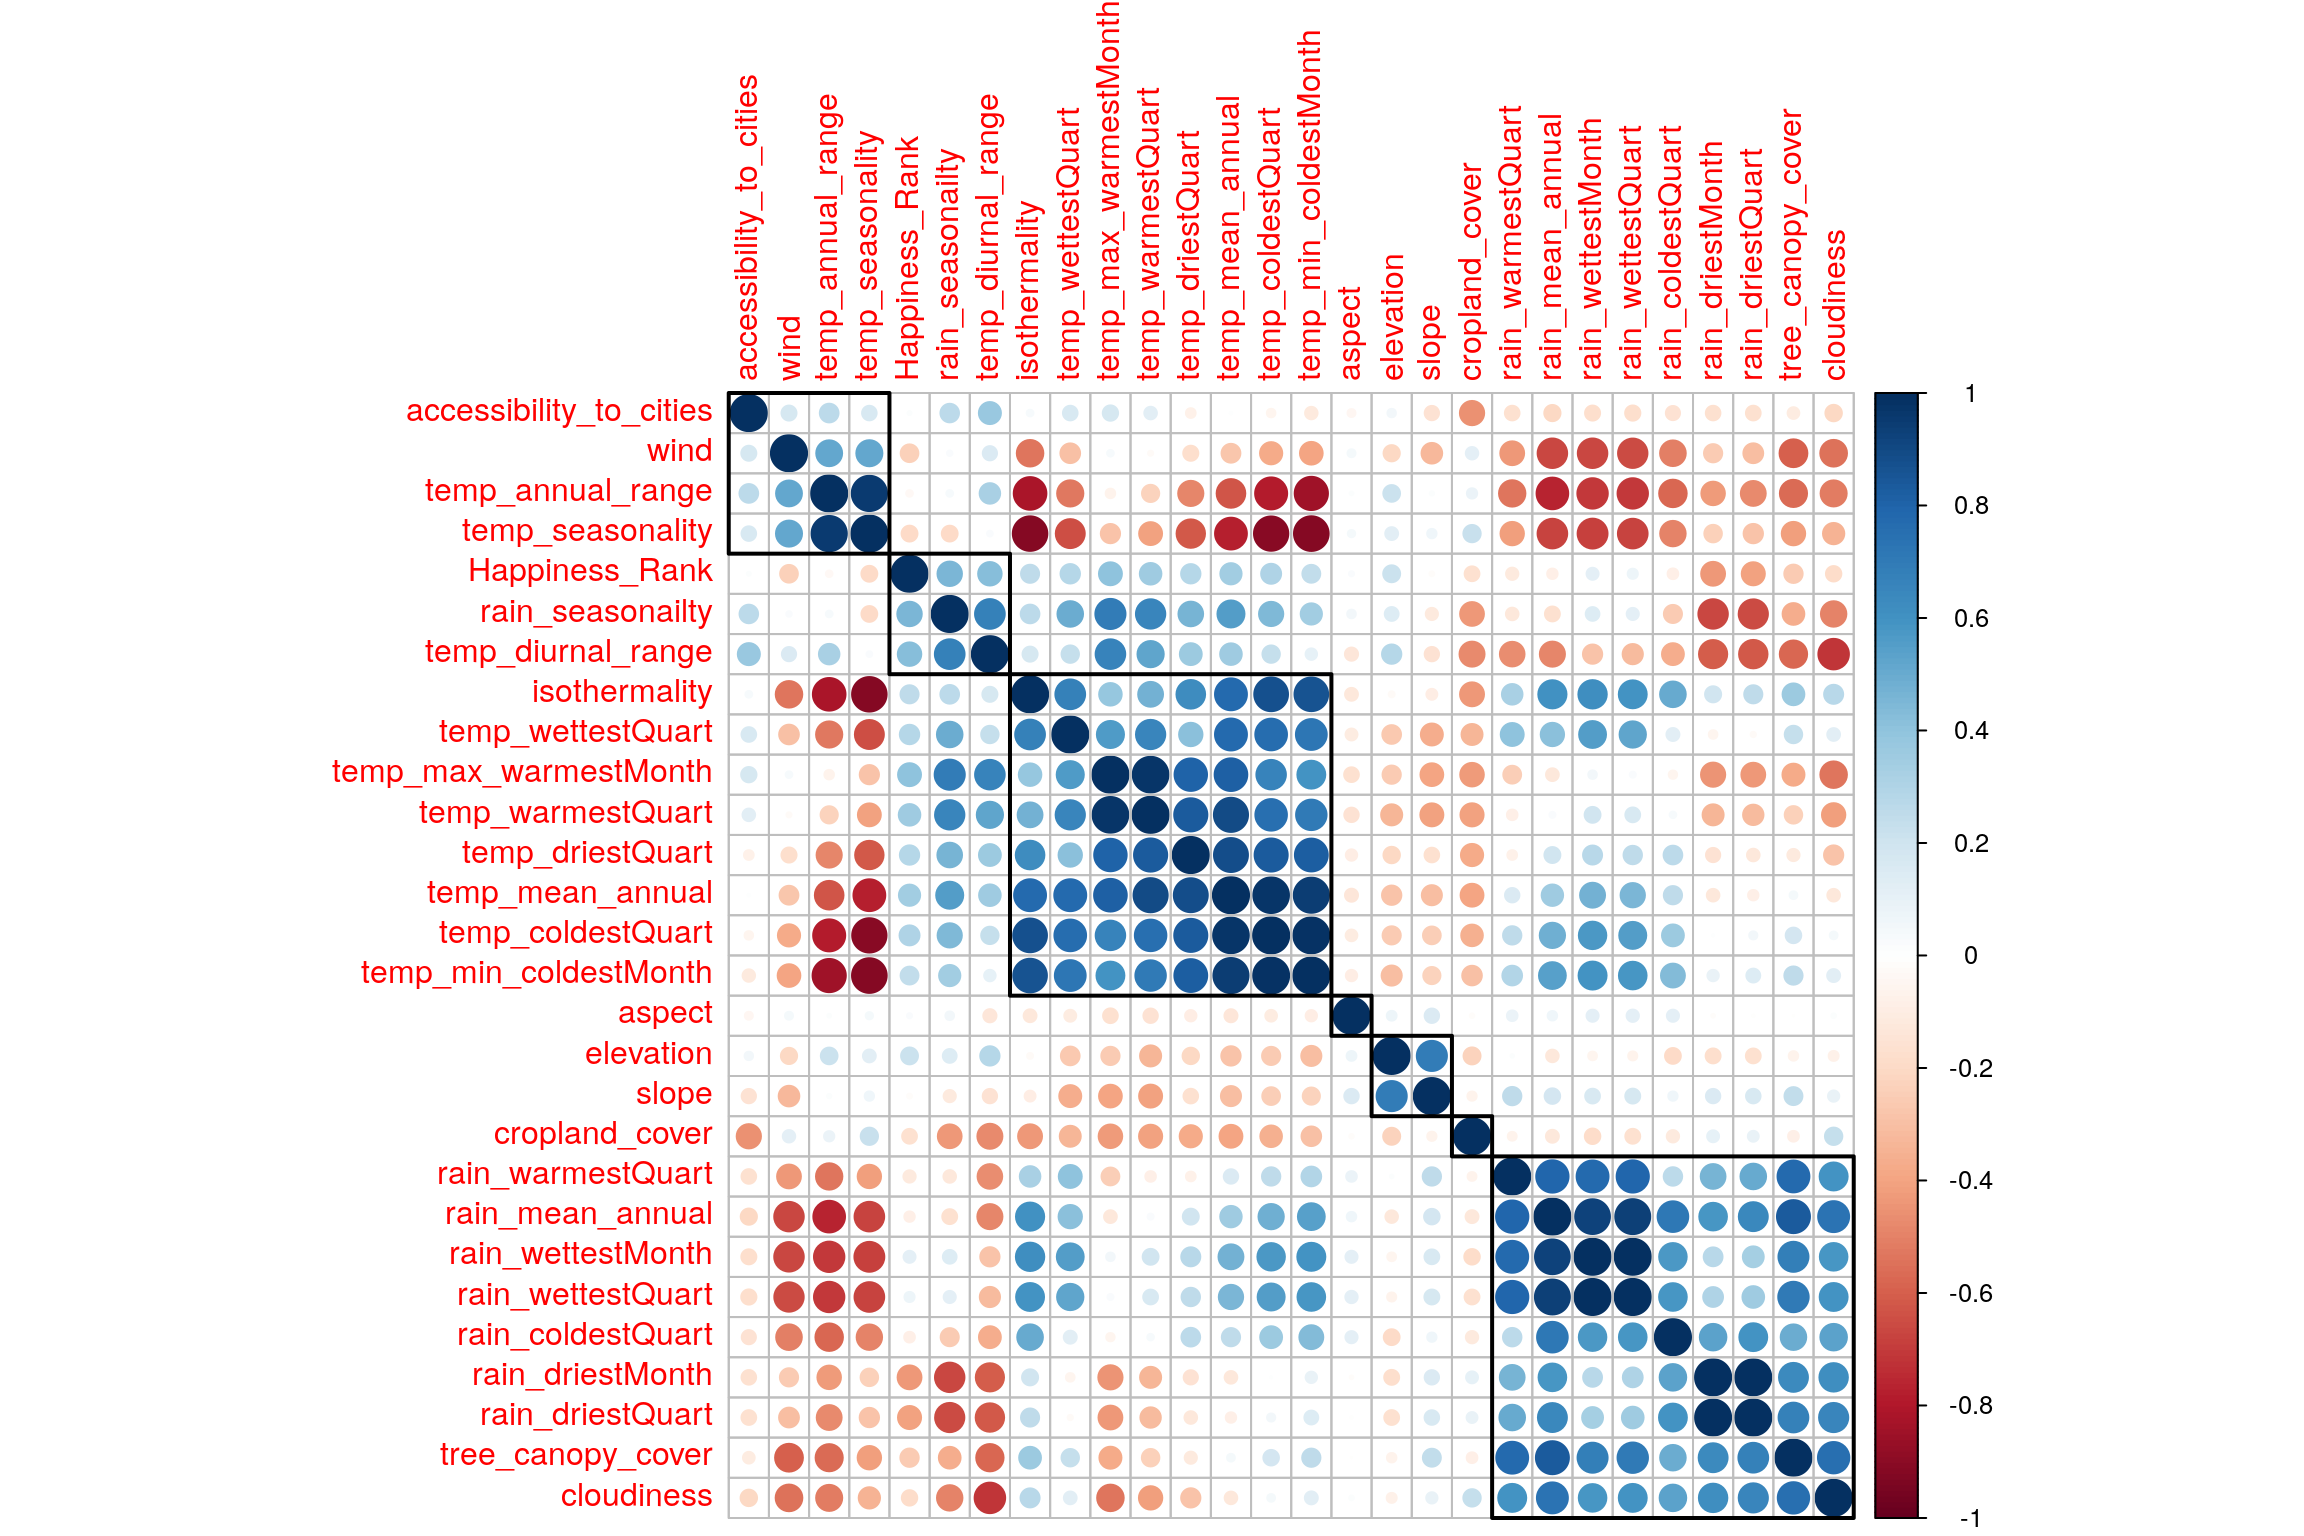 accessibility_to_cities
wind
temp_annual_range
temp_seasonality
Happiness_Rank
rain_seasonailty
temp_diurnal_range
isothermality
temp_wettestQuart
temp_max_warmestMonth
temp_warmestQuart
temp_driestQuart
temp_mean_annual
temp_coldestQuart
temp_min_coldestMonth
aspect
elevation
slope
cropland_cover
rain_warmestQuart
rain_mean_annual
rain_wettestMonth
rain_wettestQuart
rain_coldestQuart
rain_driestMonth
rain_driestQuart
tree_canopy_cover
cloudiness
accessibility_to_cities
wind
temp_annual_range
temp_seasonality
Happiness_Rank
rain_seasonailty
temp_diurnal_range
isothermality
temp_wettestQuart
temp_max_warmestMonth
temp_warmestQuart
temp_driestQuart
temp_mean_annual
temp_coldestQuart
temp_min_coldestMonth
aspect
elevation
slope
cropland_cover
rain_warmestQuart
rain_mean_annual
rain_wettestMonth
rain_wettestQuart
rain_coldestQuart
rain_driestMonth
rain_driestQuart
tree_canopy_cover
cloudiness
1
0.8
0.6
0.4
0.2
0
-0.2
-0.4
-0.6
-0.8
-1